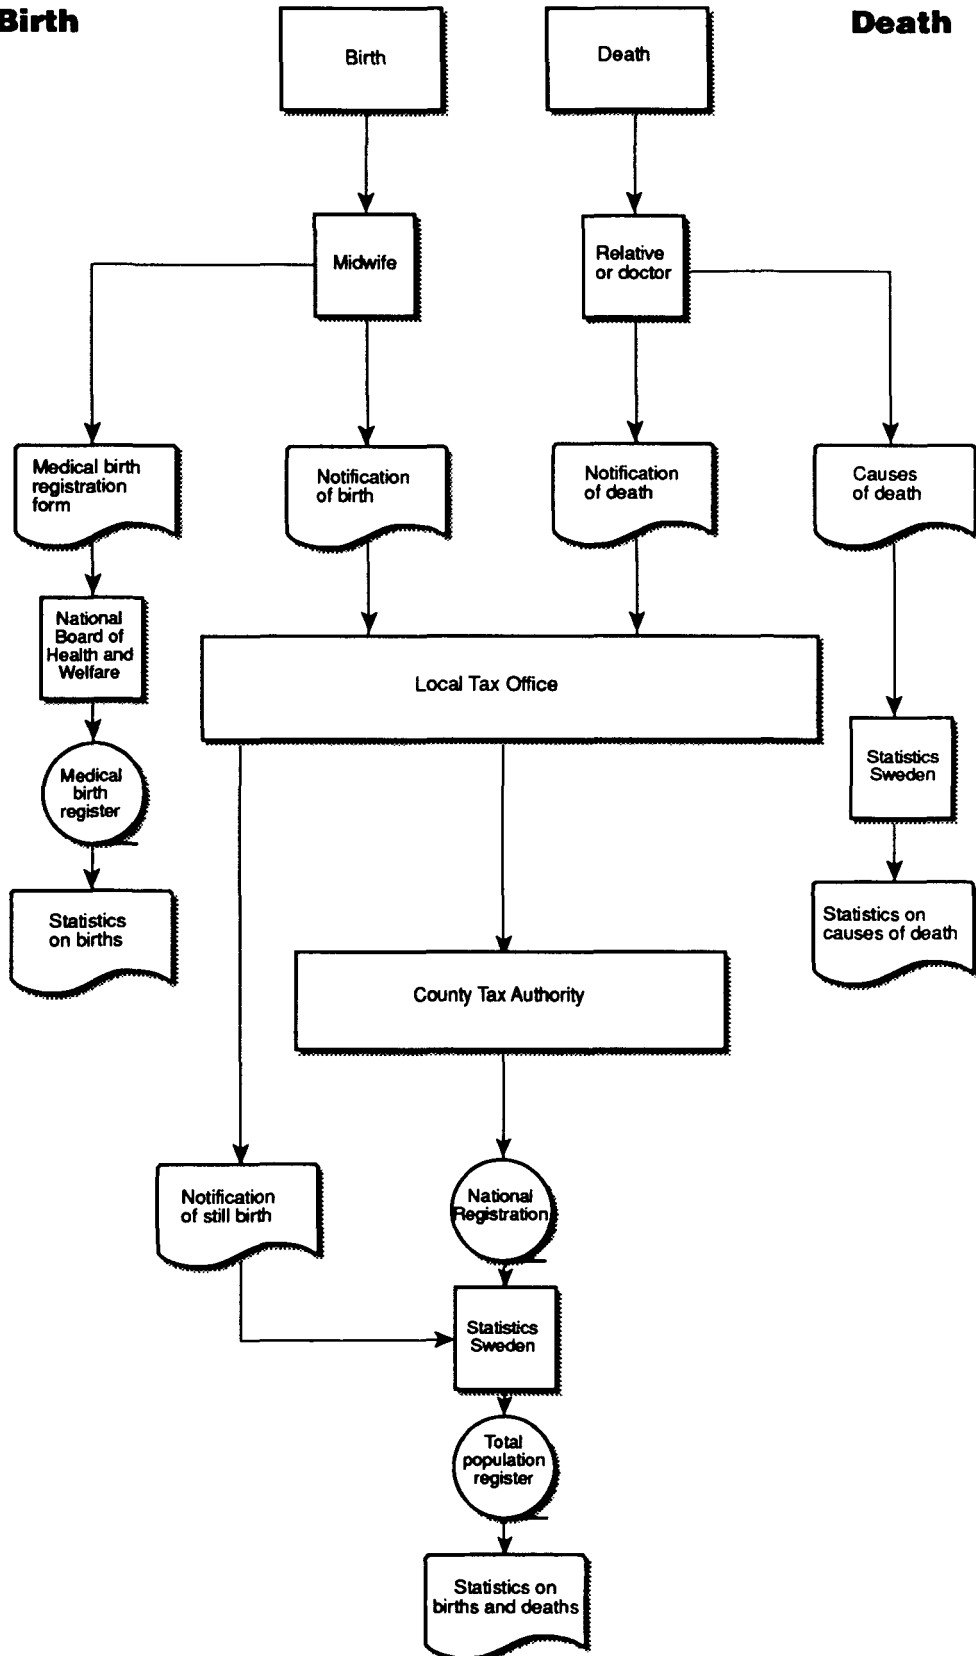 Birth
Death
Birth
Death
Midwife
Relative
or doctor
Medical birth
registration
form
Notification
of birth
Notification
of death
Causes
of death
National
Board of
Health and
Welfare
Local Tax Office
Medical
birth
register
Statistics
Sweden
Statistics
on births
Statistics on
causes of death
County Tax Authority
Notification
of still birth
National
Registration
Statistics
Sweden
Total
population
register
Statistics on
births and deaths